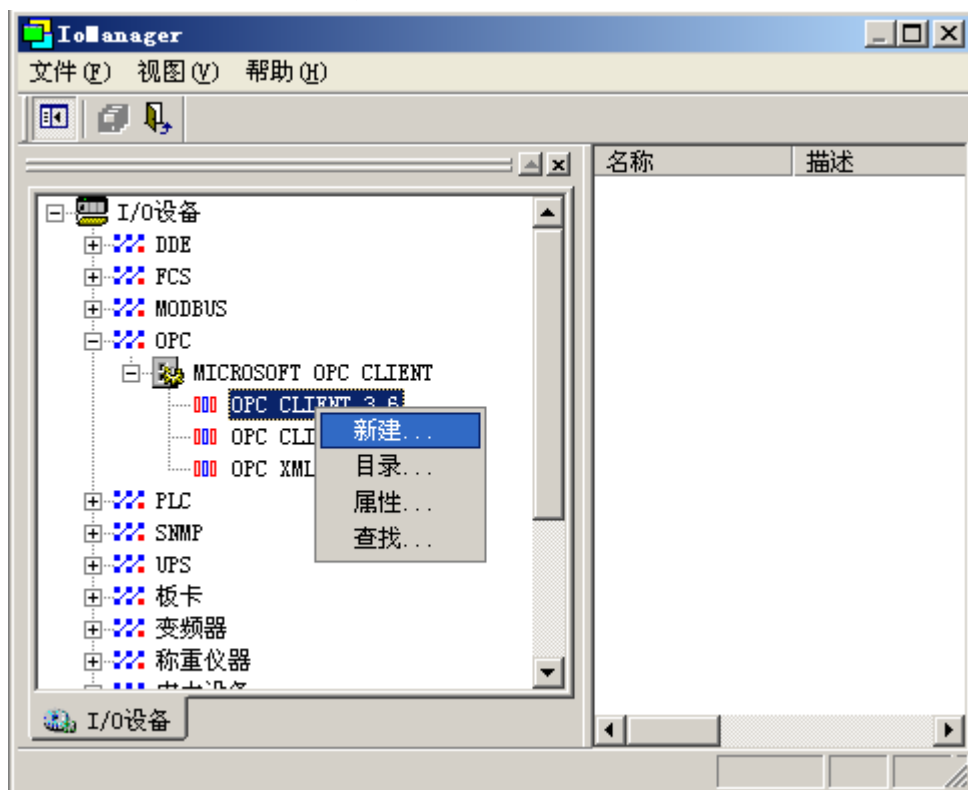 IoManager
文件(F) 视图(V) 帮助(H)
名称 描述
I/O设备
DDE
FCS
MODBUS
OPC
MICROSOFT OPC CLIENT
OPC CLIENT 3.6
新建...
OPC CLI
目录...
OPC XML
属性...
PLC
查找...
SNMP
UPS
板卡
变频器
称重仪器
I/O设备